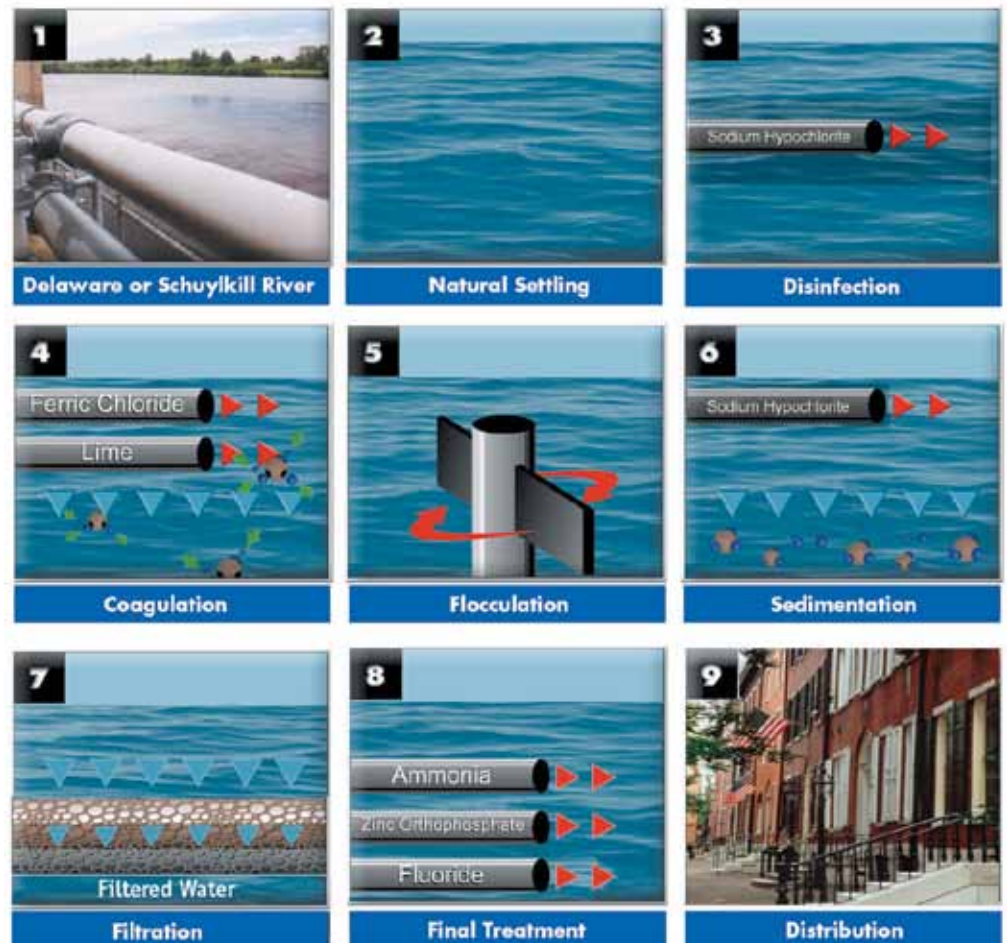 1
2
3
Sodium Hypochlorite
Delaware or Schuylkill River
Natural Settling
Disinfection
4
5
6
Ferric Chloride
Lime
Sodium Hypochlorite
Coagulation
Flocculation
Sedimentation
7
8
9
Ammonia
Zinc Orthophosphate
Fluoride
Filtered Water
Filtration
Final Treatment
Distribution